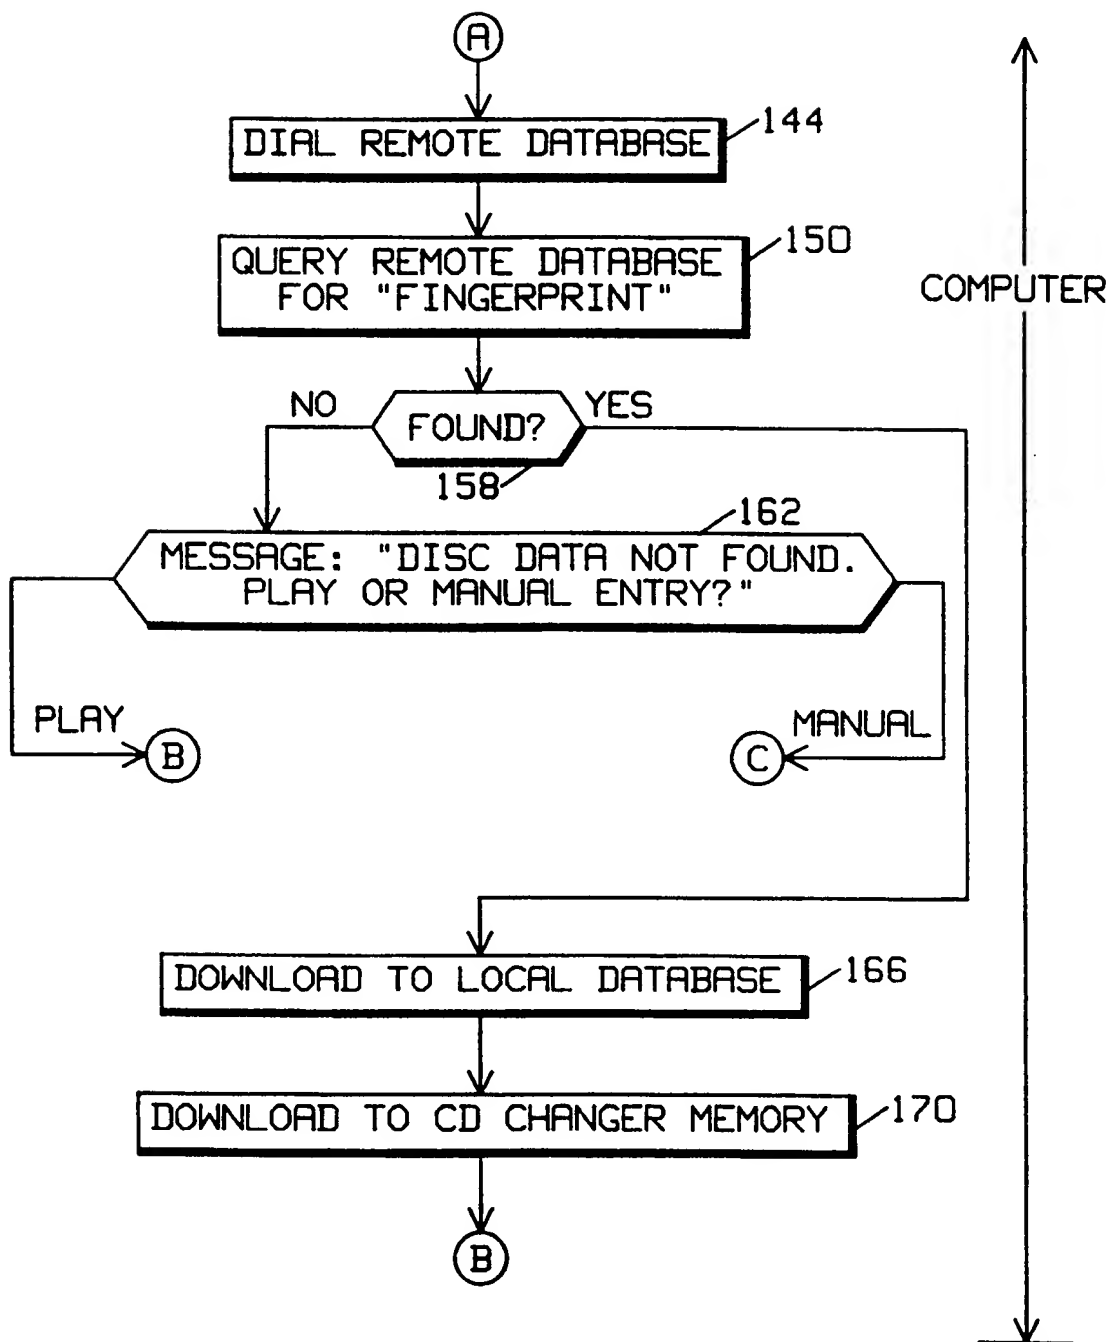 A
DIAL REMOTE DATABASE
144
QUERY REMOTE DATABASE
FOR "FINGERPRINT"
150
COMPUTER
NO
FOUND?
YES
158
162
MESSAGE: "DISC DATA NOT FOUND.
PLAY OR MANUAL ENTRY?"
PLAY
B
MANUAL
C
DOWNLOAD TO LOCAL DATABASE
166
DOWNLOAD TO CD CHANGER MEMORY
170
B